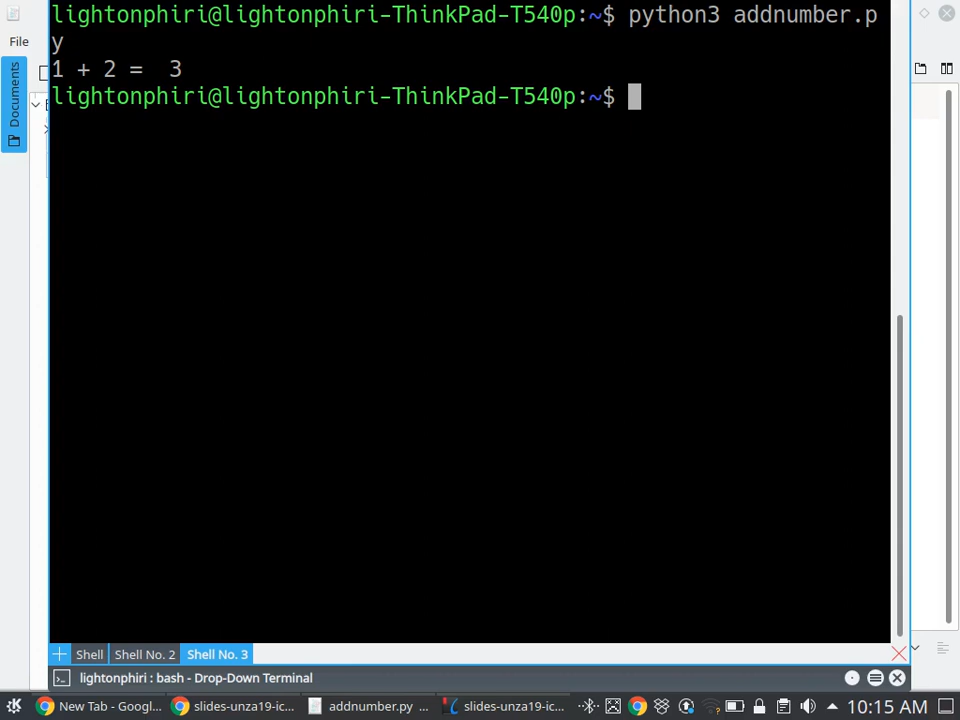 lightonphiri@lightonphiri-ThinkPad-T540p:~$ python3 addnumber.p
y
1 + 2 =  3
lightonphiri@lightonphiri-ThinkPad-T540p:~$
File
Documents
Shell
Shell No. 2
Shell No. 3
lightonphiri : bash - Drop-Down Terminal
New Tab - Googl...
slides-unza19-ic...
addnumber.py ...
slides-unza19-ic...
10:15 AM